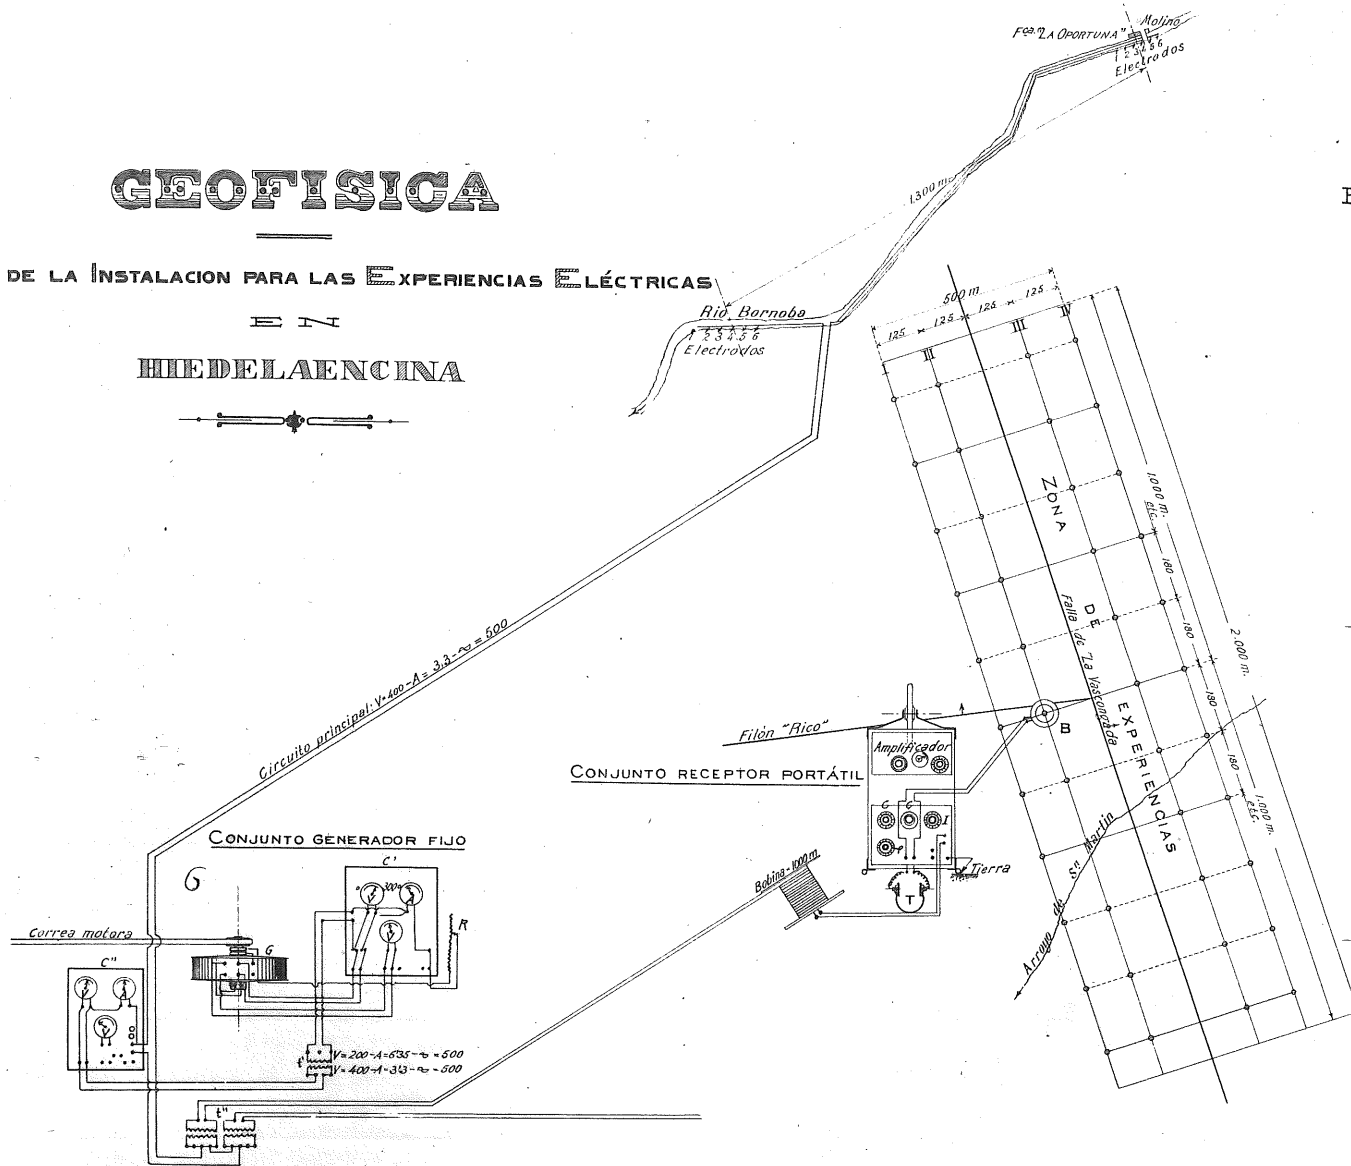 GEOFISICA
DE LA INSTALACION PARA LAS EXPERIENCIAS ELÉCTRICAS
EN
HIEDELAENCINA
Fca. "LA OPORTUNA"
Molino
1 2 3 4 5 6
Electrodos
1.300 m.
Rio Bornoba
1 2 3 4 5 6
Electrodos
500 m
125 125 125 125
I II III IV
ZONA DE EXPERIENCIAS
Falla de "La Vascongada"
1.000 m.
etc.
180
180
180
180
2.000 m.
1.000 m.
etc.
B
Filón "Rico"
Arroyo de Sn Martin
Circuito principal: V=400-A=3,3-∾=500
CONJUNTO RECEPTOR PORTÁTIL
Amplificador
C C I
φ
T
Tierra
Bobina-1000 m
CONJUNTO GENERADOR FIJO
G
C'
300
R
Correa motora
G
C"
t'
V=200-A=6'35-∾=500
V=400-A=3'3-∾=500
t"